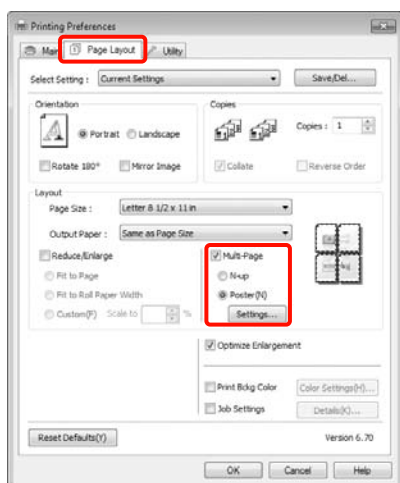 Printing Preferences
Main Page Layout Utility
Select Setting : Current Settings Save/Del...
Orientation Copies
A Portrait Landscape Copies : 1
Rotate 180° Mirror Image Collate Reverse Order
Layout
Page Size : Letter 8 1/2 x 11 in
Output Paper : Same as Page Size
Reduce/Enlarge Multi-Page
Fit to Page N-up
Fit to Roll Paper Width Poster(N)
Custom(F) Scale to % Settings...
Optimize Enlargement
Print Bckg Color Color Settings(H)...
Job Settings Details(K)...
Reset Defaults(Y) Version 6.70
OK Cancel Help